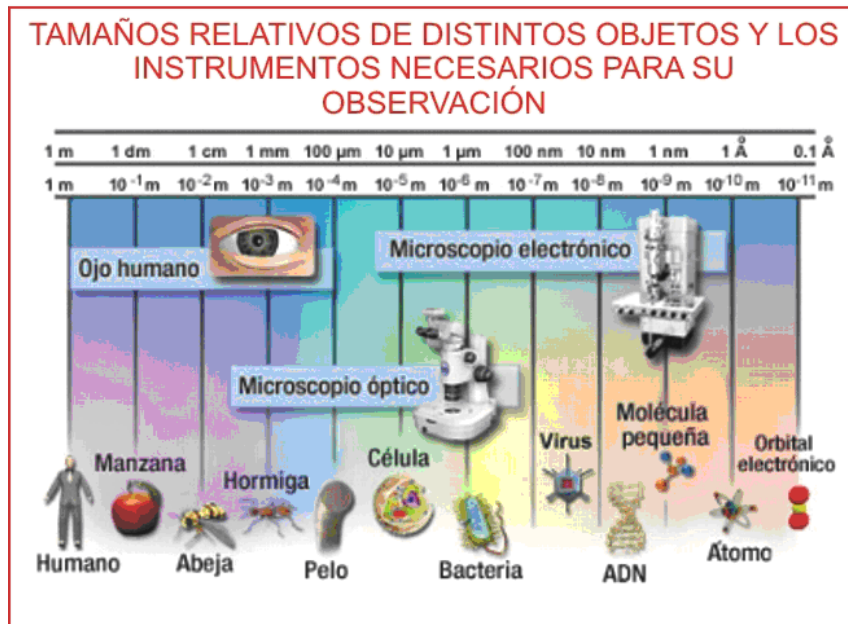 TAMAÑOS RELATIVOS DE DISTINTOS OBJETOS Y LOS
INSTRUMENTOS NECESARIOS PARA SU
OBSERVACIÓN
1 m 1 dm 1 cm 1 mm 100 µm 10 µm 1 µm 100 nm 10 nm 1 nm 1 Å 0.1 Å
1 m 10⁻¹ m 10⁻² m 10⁻³ m 10⁻⁴ m 10⁻⁵ m 10⁻⁶ m 10⁻⁷ m 10⁻⁸ m 10⁻⁹ m 10⁻¹⁰ m 10⁻¹¹ m
Ojo humano
Microscopio electrónico
Microscopio óptico
Molécula
pequeña
Virus
Orbital
electrónico
Manzana
Célula
Hormiga
Humano
Abeja
Pelo
Bacteria
ADN
Átomo